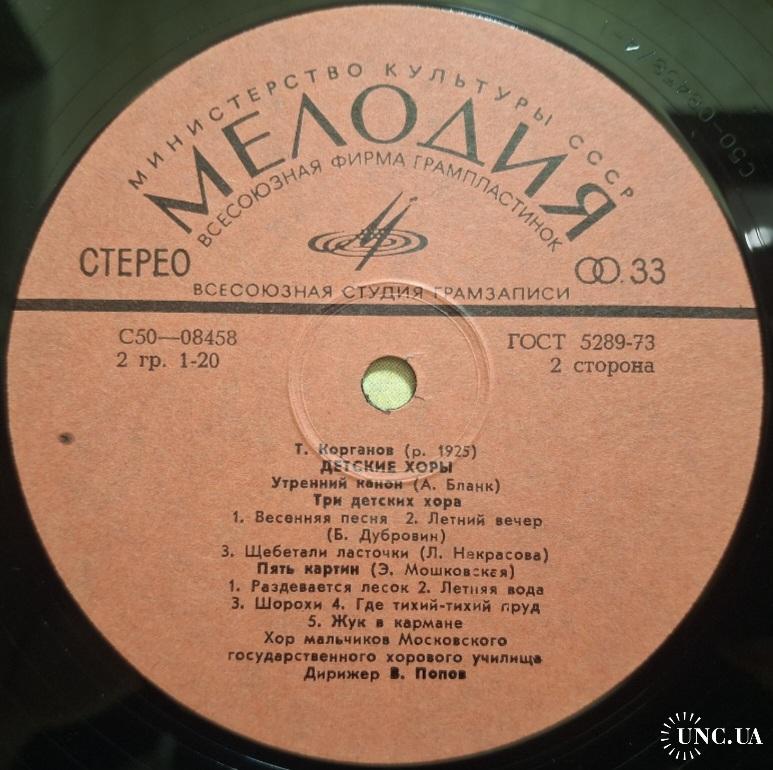 МИНИСТЕРСТВО КУЛЬТУРЫ СССР
МЕЛОДИЯ
ВСЕСОЮЗНАЯ ФИРМА ГРАМПЛАСТИНОК
СТЕРЕО
33
ВСЕСОЮЗНАЯ СТУДИЯ ГРАМЗАПИСИ
С50—08458
ГОСТ 5289-73
2 гр. 1-20
2 сторона
Т. Корганов (р. 1925)
ДЕТСКИЕ ХОРЫ
Утренний канон (А. Бланк)
Три детских хора
1. Весенняя песня 2. Летний вечер
(Б. Дубровин)
3. Щебетали ласточки (Л. Некрасова)
Пять картин (Э. Мошковская)
1. Раздевается лесок 2. Летняя вода
3. Шорохи 4. Где тихий-тихий пруд
5. Жук в кармане
Хор мальчиков Московского
государственного хорового училища
Дирижер В. Попов
UNC.UA